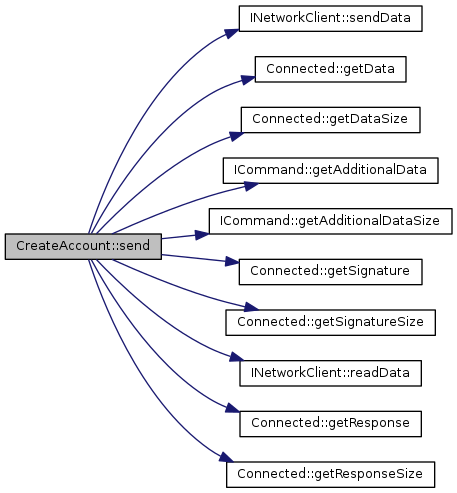 INetworkClient::sendData
Connected::getData
Connected::getDataSize
ICommand::getAdditionalData
ICommand::getAdditionalDataSize
CreateAccount::send
Connected::getSignature
Connected::getSignatureSize
INetworkClient::readData
Connected::getResponse
Connected::getResponseSize